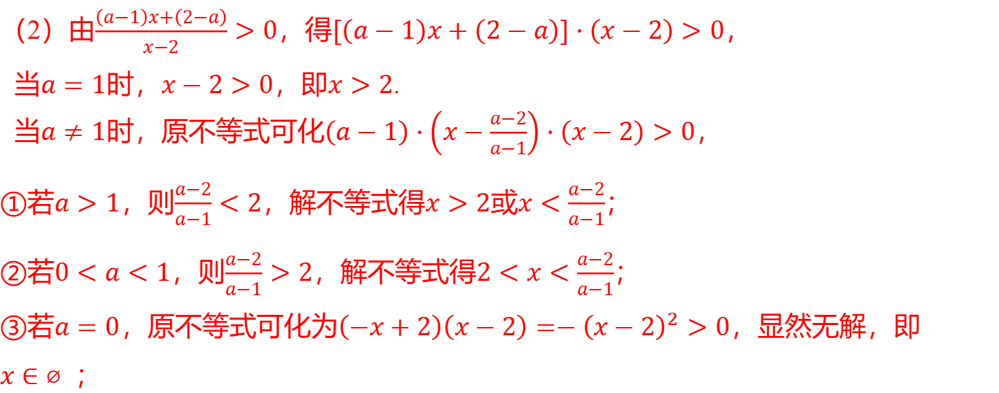 （2）由$\frac{(a-1)x+(2-a)}{x-2}>0$，得$[(a-1)x+(2-a)]\cdot(x-2)>0$，
当$a=1$时，$x-2>0$，即$x>2$.
当$a\neq 1$时，原不等式可化$(a-1)\cdot\left(x-\frac{a-2}{a-1}\right)\cdot(x-2)>0$，
①若$a>1$，则$\frac{a-2}{a-1}<2$，解不等式得$x>2$或$x<\frac{a-2}{a-1}$；
②若$0<a<1$，则$\frac{a-2}{a-1}>2$，解不等式得$2<x<\frac{a-2}{a-1}$；
③若$a=0$，原不等式可化为$(-x+2)(x-2)=-(x-2)^2>0$，显然无解，即
$x\in\varnothing$ ；